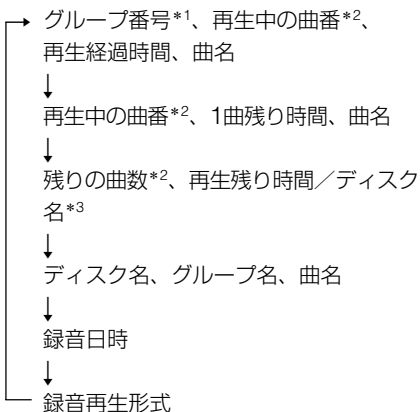 グループ番号*1、再生中の曲番*2、
再生経過時間、曲名
↓
再生中の曲番*2、1曲残り時間、曲名
↓
残りの曲数*2、再生残り時間／ディスク
名*3
↓
ディスク名、グループ名、曲名
↓
録音日時
↓
録音再生形式